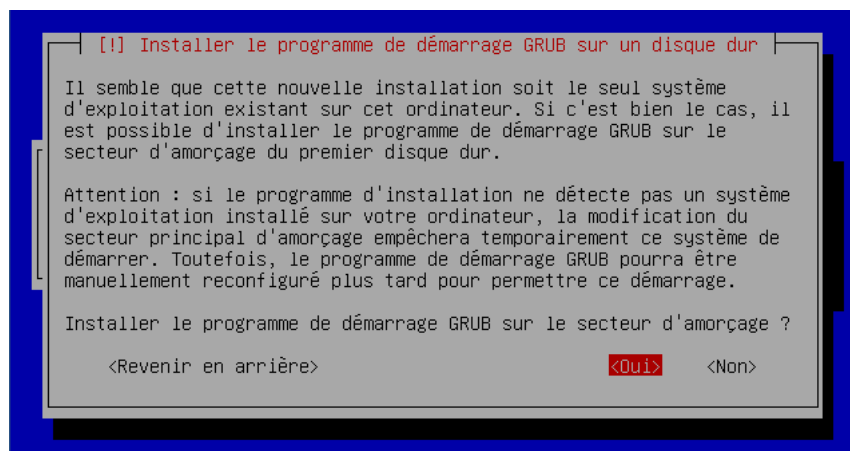 [!] Installer le programme de démarrage GRUB sur un disque dur
Il semble que cette nouvelle installation soit le seul système
d'exploitation existant sur cet ordinateur. Si c'est bien le cas, il
est possible d'installer le programme de démarrage GRUB sur le
secteur d'amorçage du premier disque dur.
Attention : si le programme d'installation ne détecte pas un système
d'exploitation installé sur votre ordinateur, la modification du
secteur principal d'amorçage empêchera temporairement ce système de
démarrer. Toutefois, le programme de démarrage GRUB pourra être
manuellement reconfiguré plus tard pour permettre ce démarrage.
Installer le programme de démarrage GRUB sur le secteur d'amorçage ?
<Revenir en arrière> <Oui> <Non>